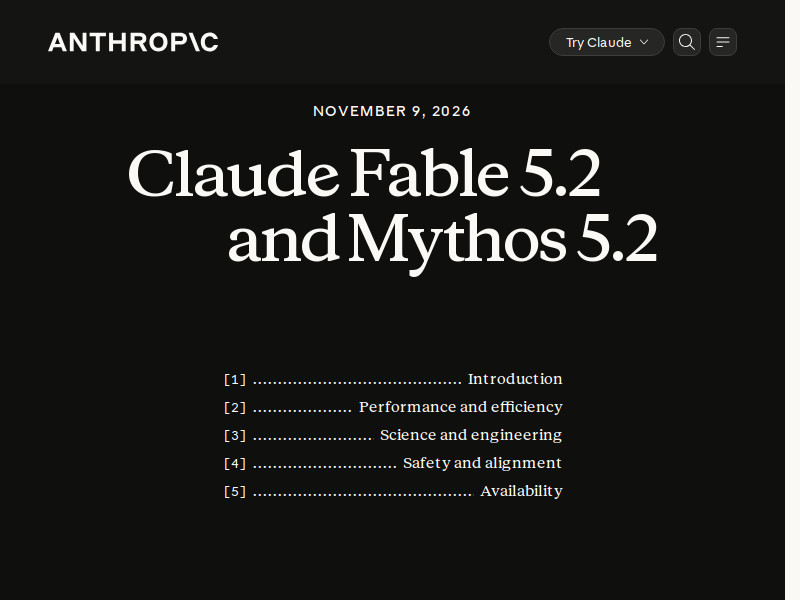 ANTHROP\C
Try Claude
NOVEMBER 9, 2026
Claude Fable 5.2
and Mythos 5.2
[1] ........................................... Introduction
[2] .................... Performance and efficiency
[3] ......................... Science and engineering
[4] .............................. Safety and alignment
[5] ............................................. Availability